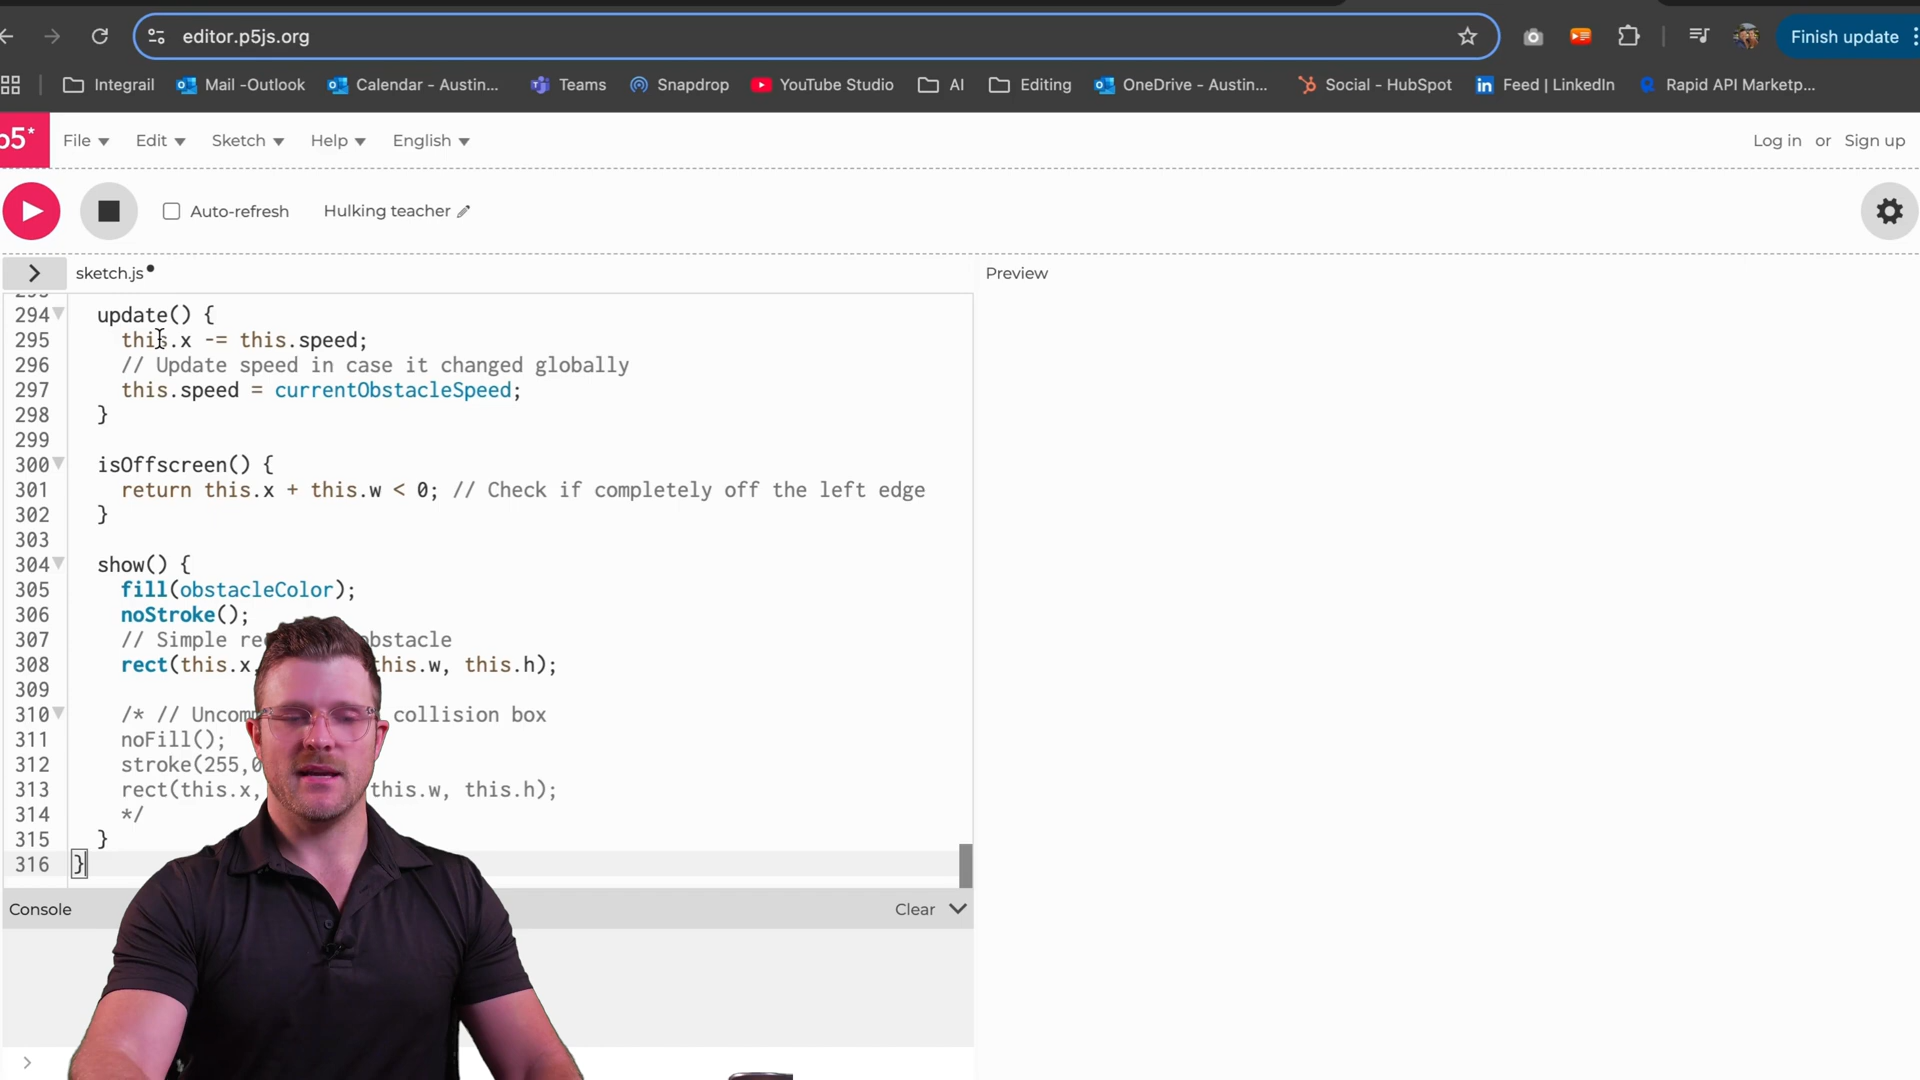 editor.p5js.org
Finish update
Integrail
Mail -Outlook
Calendar - Austin...
Teams
Snapdrop
YouTube Studio
AI
Editing
OneDrive - Austin...
Social - HubSpot
Feed | LinkedIn
Rapid API Marketp...
p5*
File
Edit
Sketch
Help
English
Log in or Sign up
Auto-refresh
Hulking teacher
sketch.js
Preview
294 update() {
295 this.x -= this.speed;
296 // Update speed in case it changed globally
297 this.speed = currentObstacleSpeed;
298 }
299
300 isOffscreen() {
301 return this.x + this.w < 0; // Check if completely off the left edge
302 }
303
304 show() {
305 fill(obstacleColor);
306 noStroke();
307 // Simple obstacle
308 rect(this.x, this.w, this.h);
309
310 /* // collision box
311 noFill();
312 stroke(255,0
313 rect(this.x, this.w, this.h);
314 */
315 }
316 }
Console
Clear